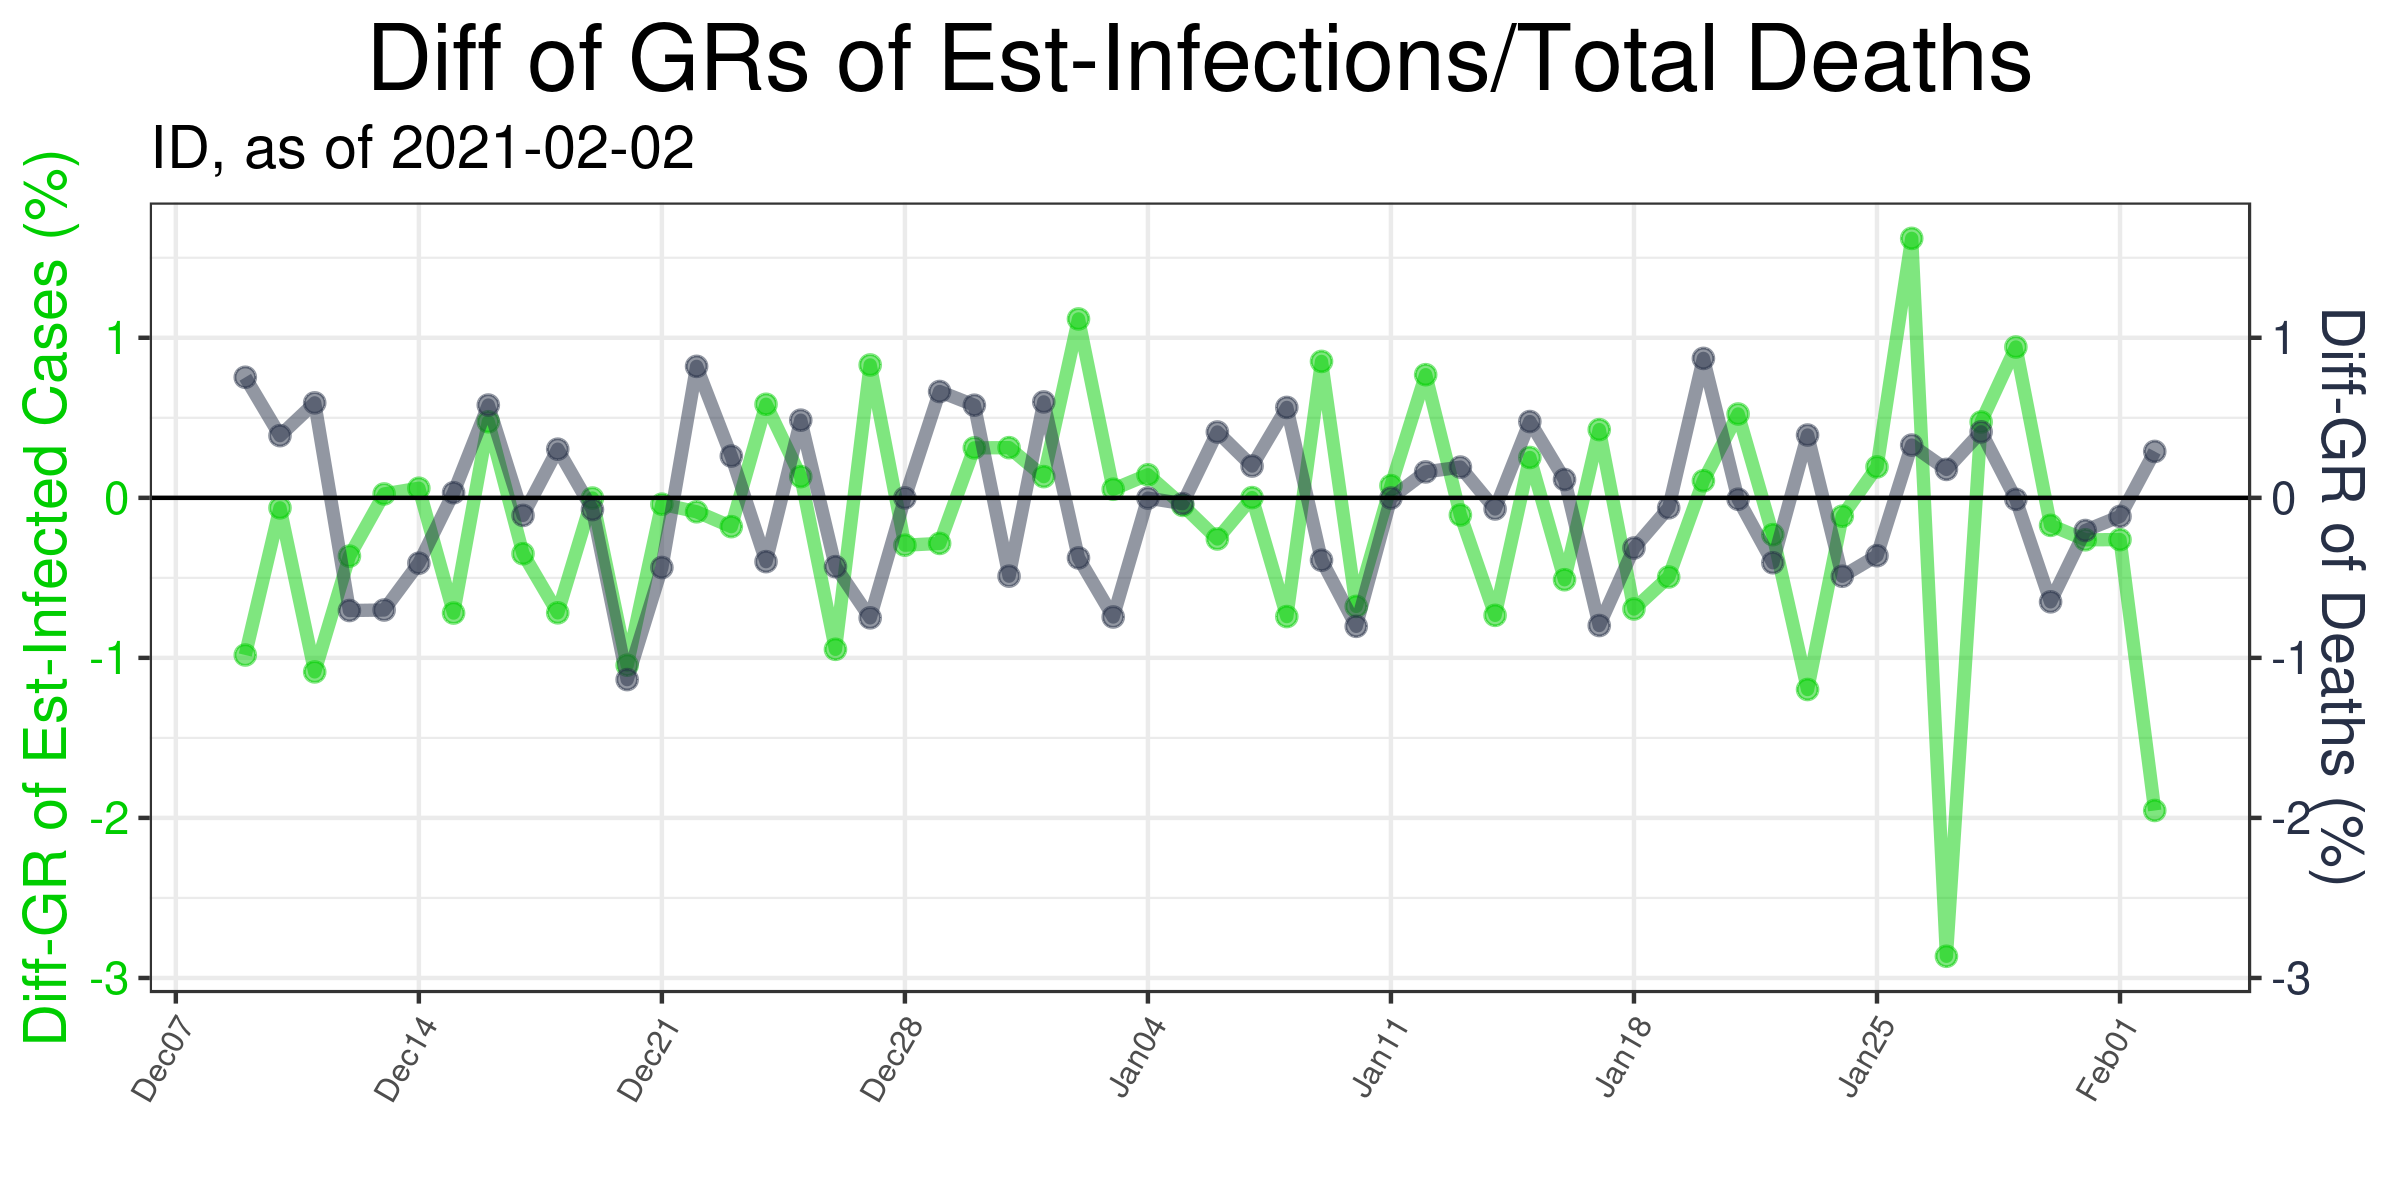 Diff of GRs of Est-Infections/Total Deaths
ID, as of 2021-02-02
Diff-GR of Est-Infected Cases (%)
1
0
-1
-2
-3
1
0
-1
-2
-3
Diff-GR of Deaths (%)
Dec07
Dec14
Dec21
Dec28
Jan04
Jan11
Jan18
Jan25
Feb01